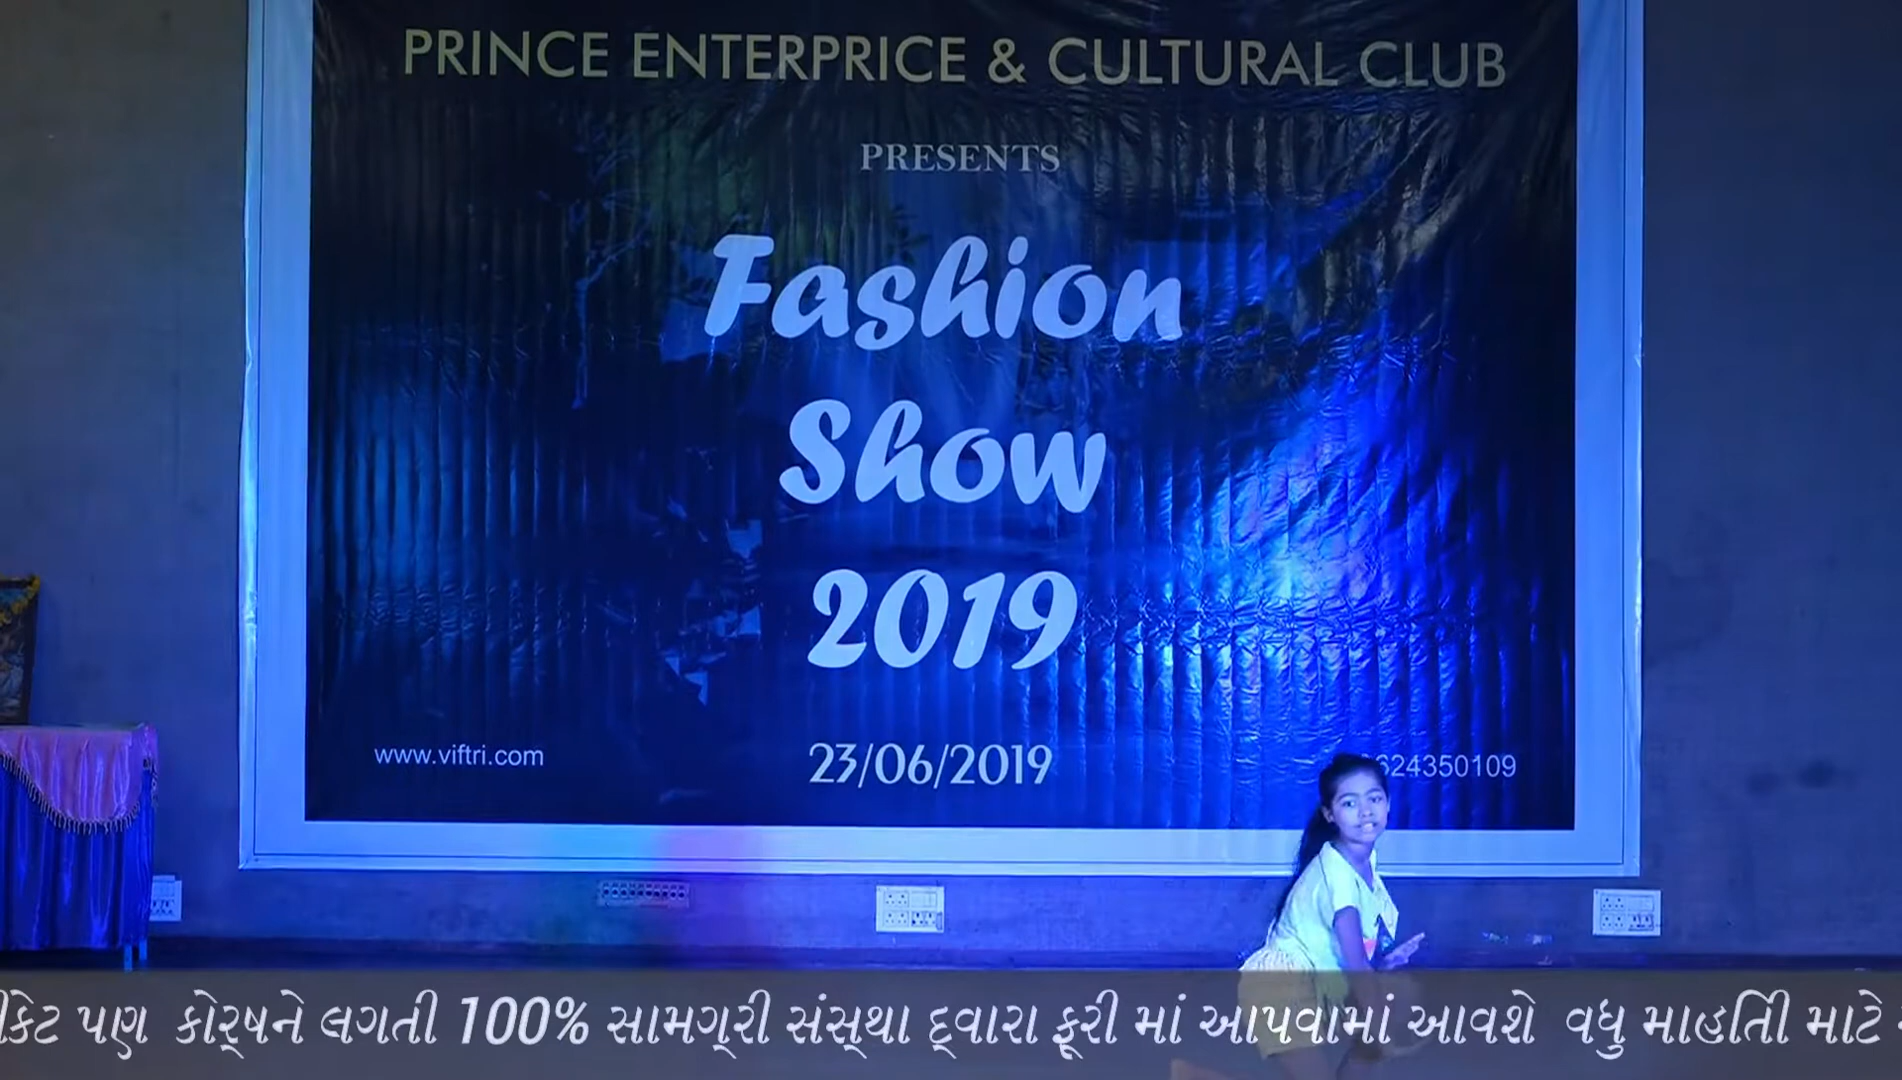 PRINCE ENTERPRICE & CULTURAL CLUB
PRESENTS
Fashion
Show
2019
www.viftri.com
23/06/2019
624350109
પણ કોર્ષને લગતી 100% સામગ્રી સંસ્થા દ્વારા ફ્રી માં આપવામાં આવશે વધુ માહિતી માટે